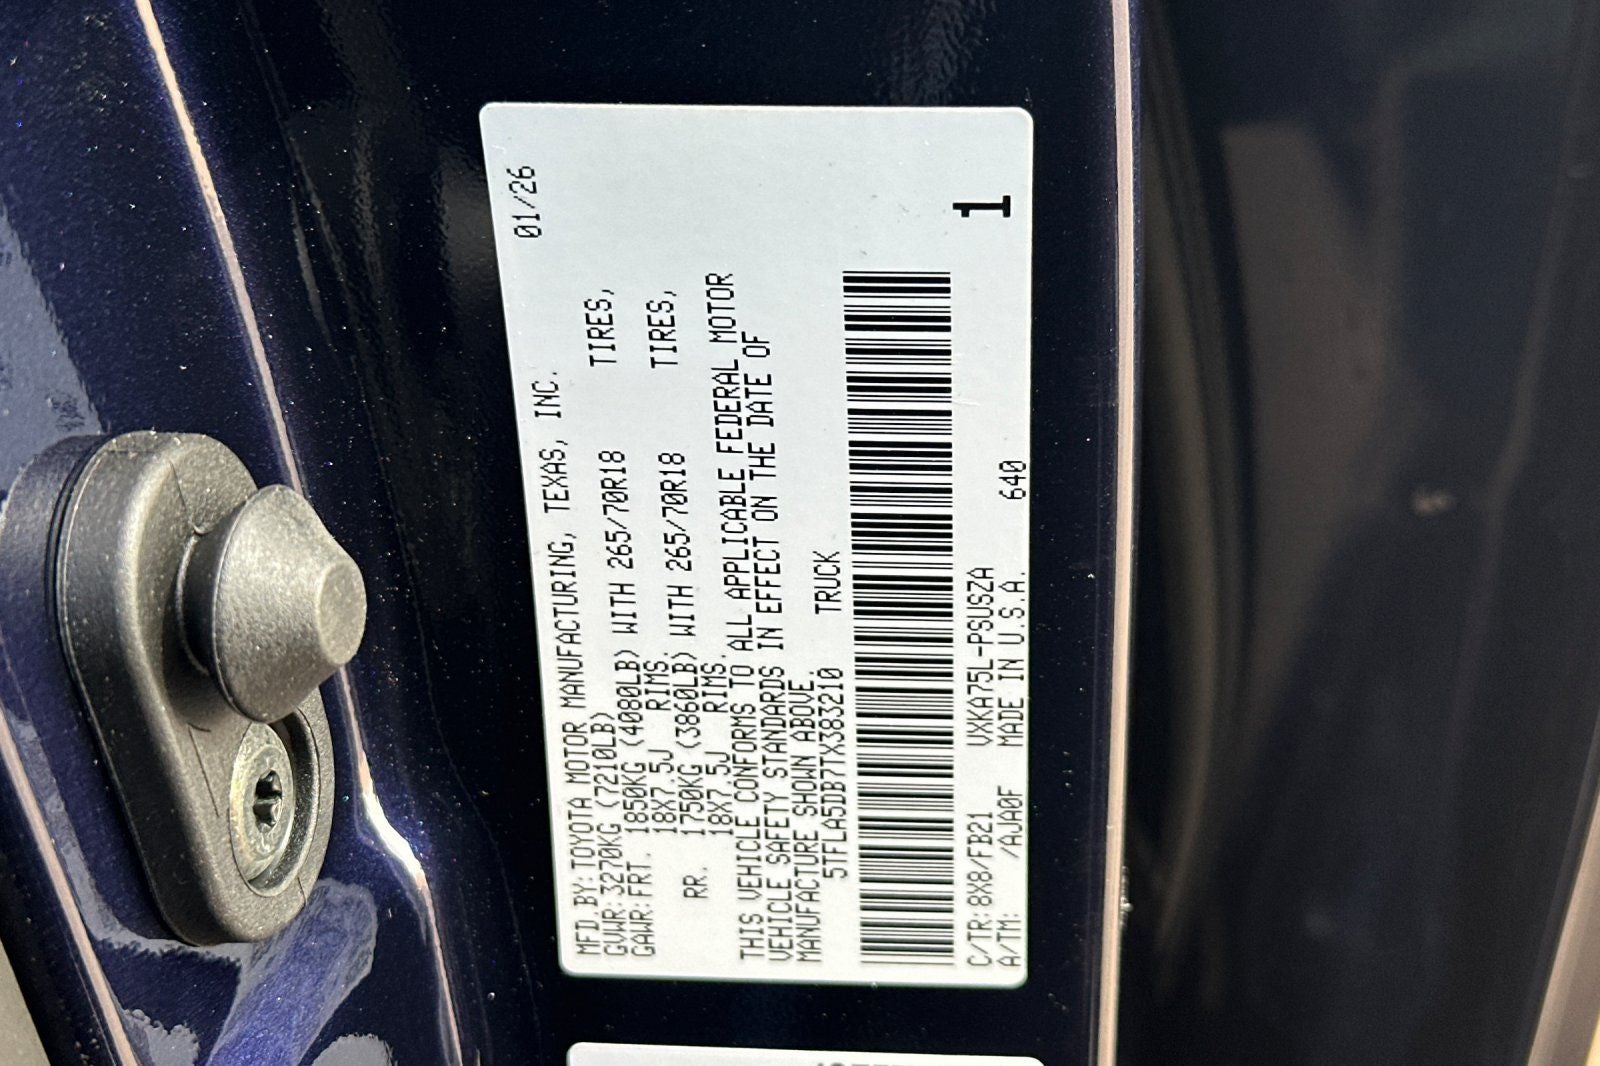 MFD.BY:TOYOTA MOTOR MANUFACTURING, TEXAS, INC. 01/26
GVWR:3270KG (7210LB)
GAWR:FRT. 1850KG (4080LB) WITH 265/70R18 TIRES,
18X7.5J RIMS.
RR. 1750KG (3860LB) WITH 265/70R18 TIRES,
18X7.5J RIMS.
THIS VEHICLE CONFORMS TO ALL APPLICABLE FEDERAL MOTOR
VEHICLE SAFETY STANDARDS IN EFFECT ON THE DATE OF
MANUFACTURE SHOWN ABOVE.
5TFLA5DB7TX383210 TRUCK
C/TR:8X8/FB21 VXKA75L-PSUSZA
A/TM: /AJA0F MADE IN U.S.A. 640
1